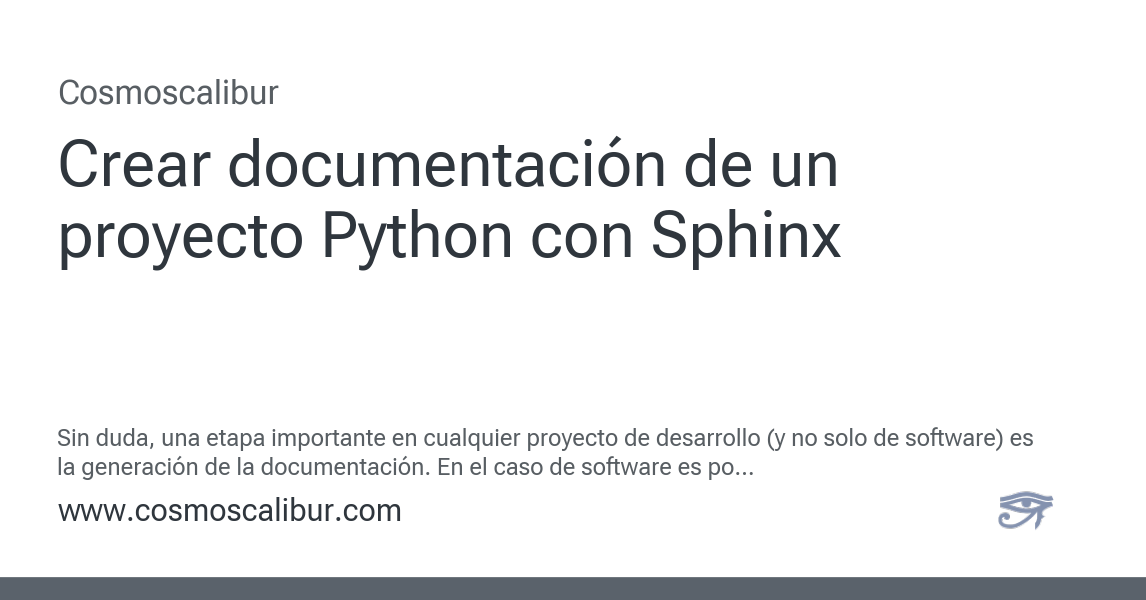 Cosmoscalibur
Crear documentación de un
proyecto Python con Sphinx
Sin duda, una etapa importante en cualquier proyecto de desarrollo (y no solo de software) es
la generación de la documentación. En el caso de software es po...
www.cosmoscalibur.com